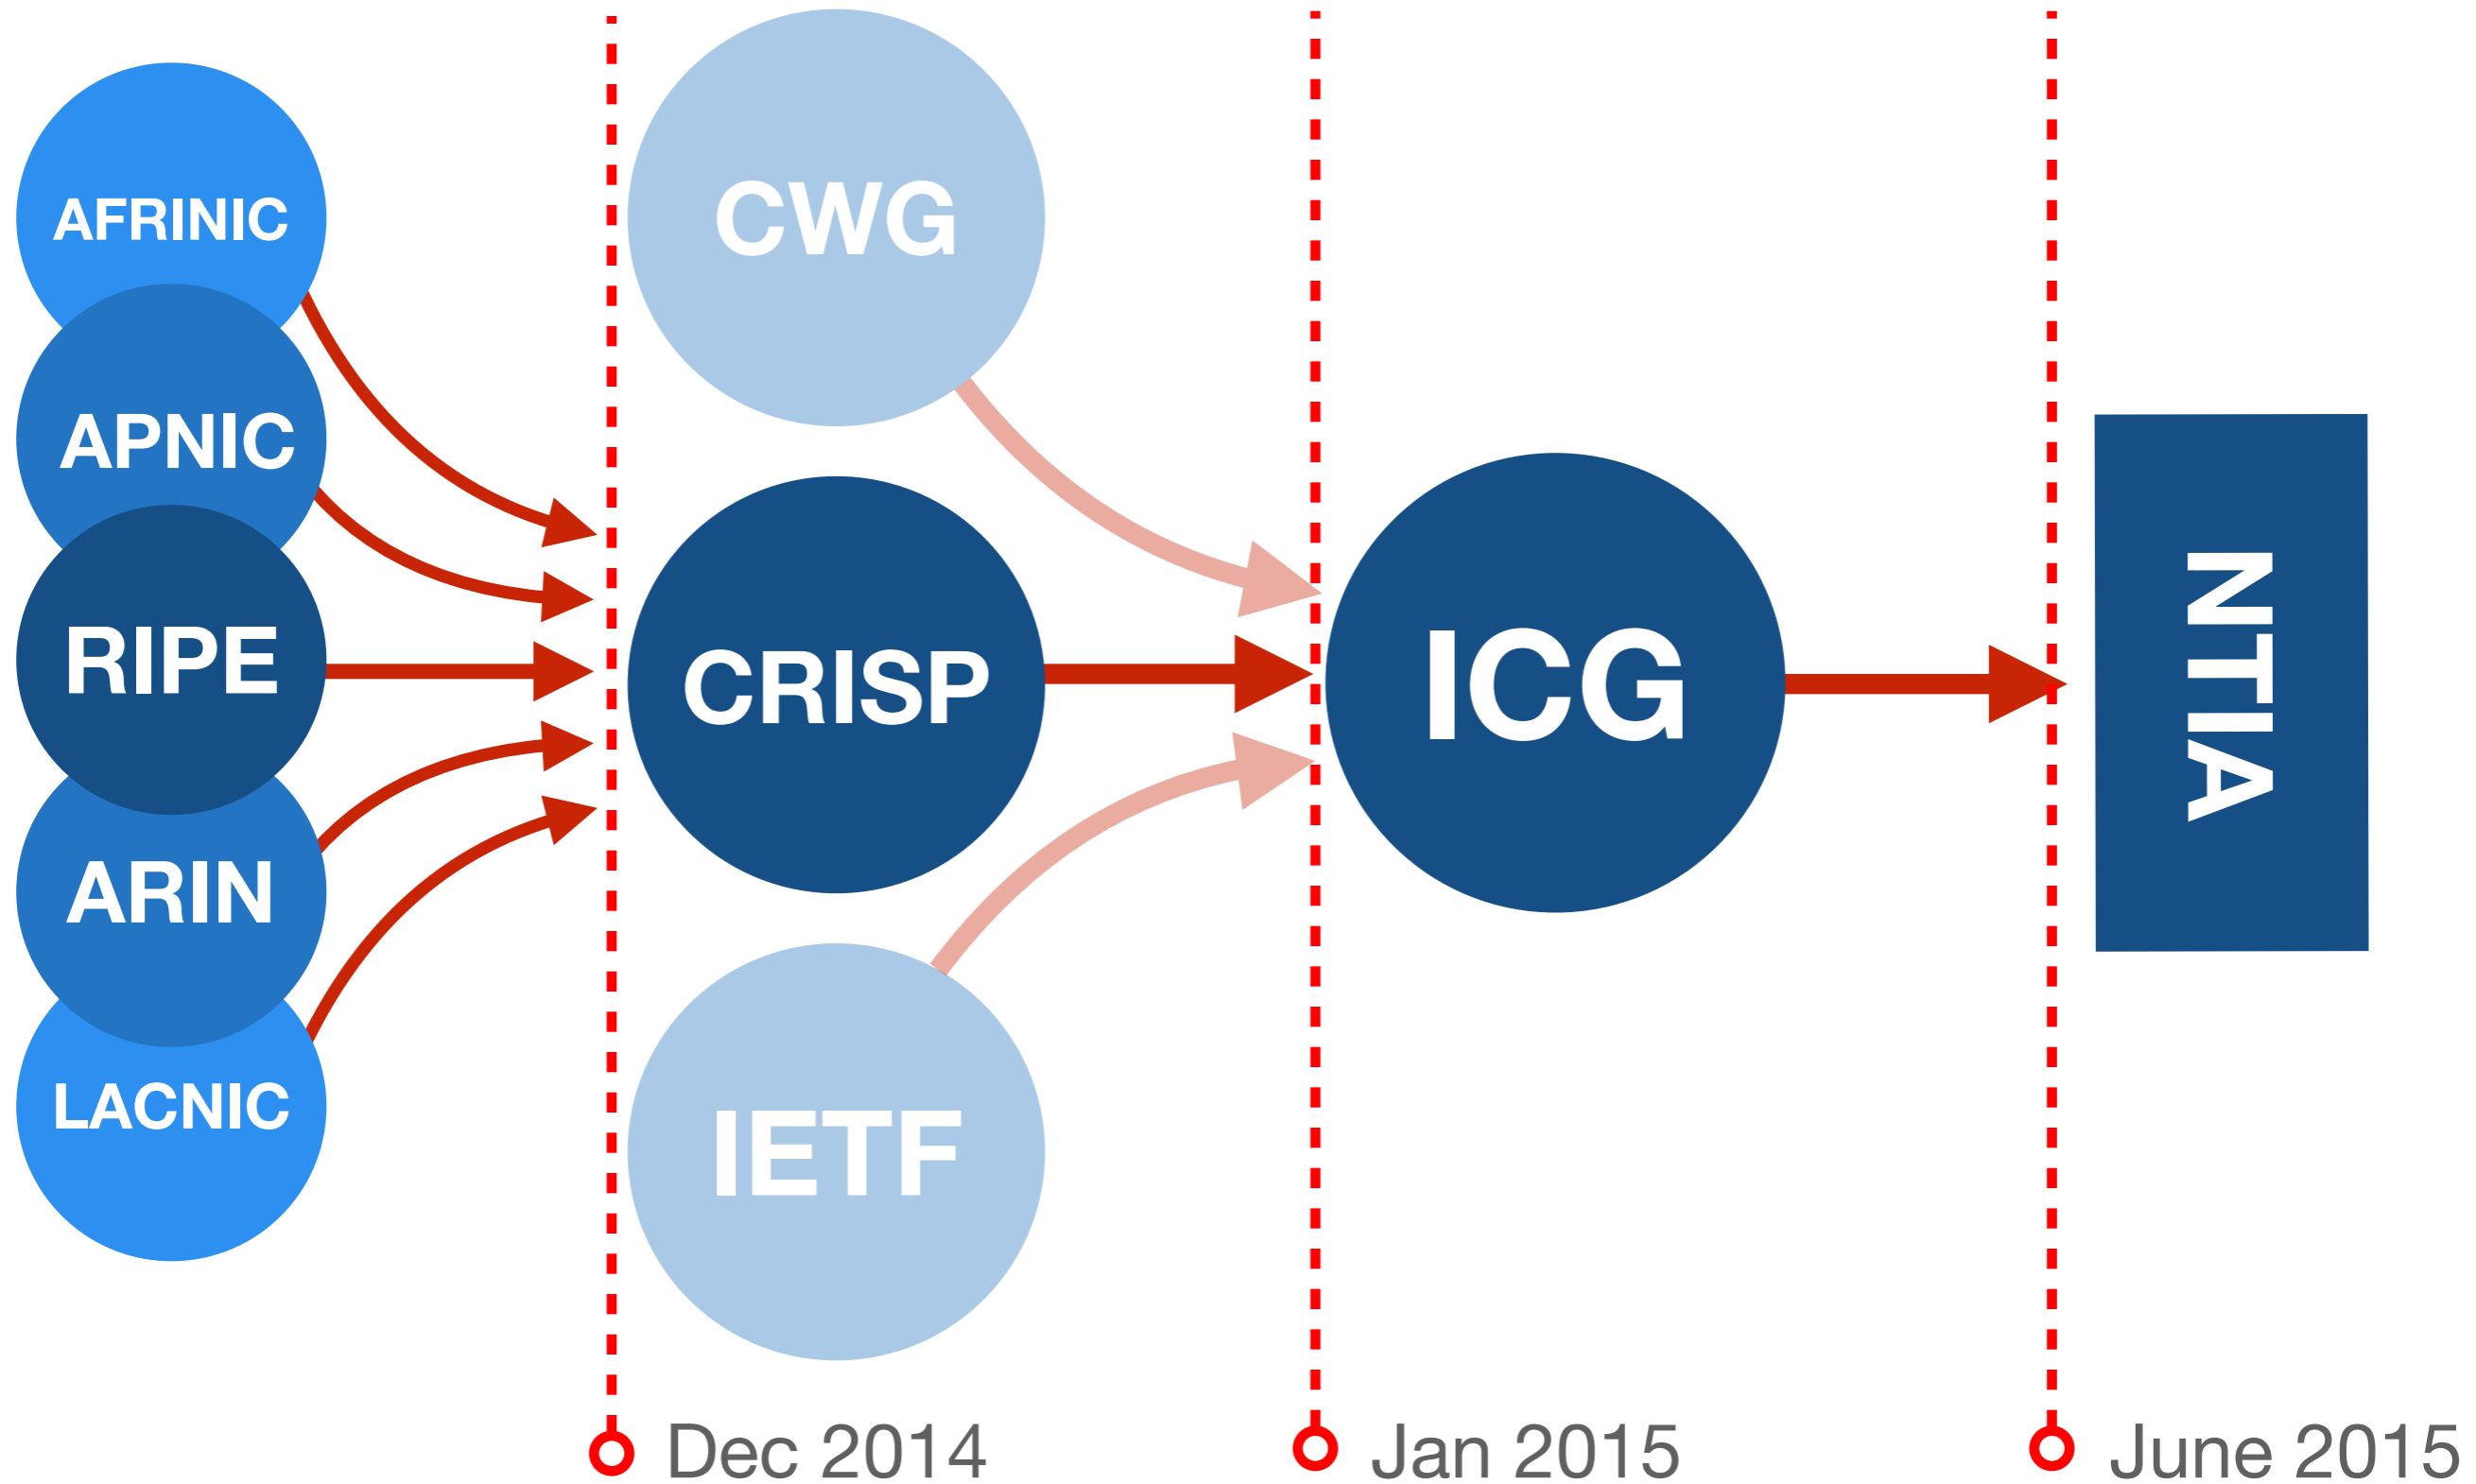 AFRINIC
APNIC
RIPE
ARIN
LACNIC
CWG
CRISP
IETF
ICG
NTIA
Dec 2014
Jan 2015
June 2015